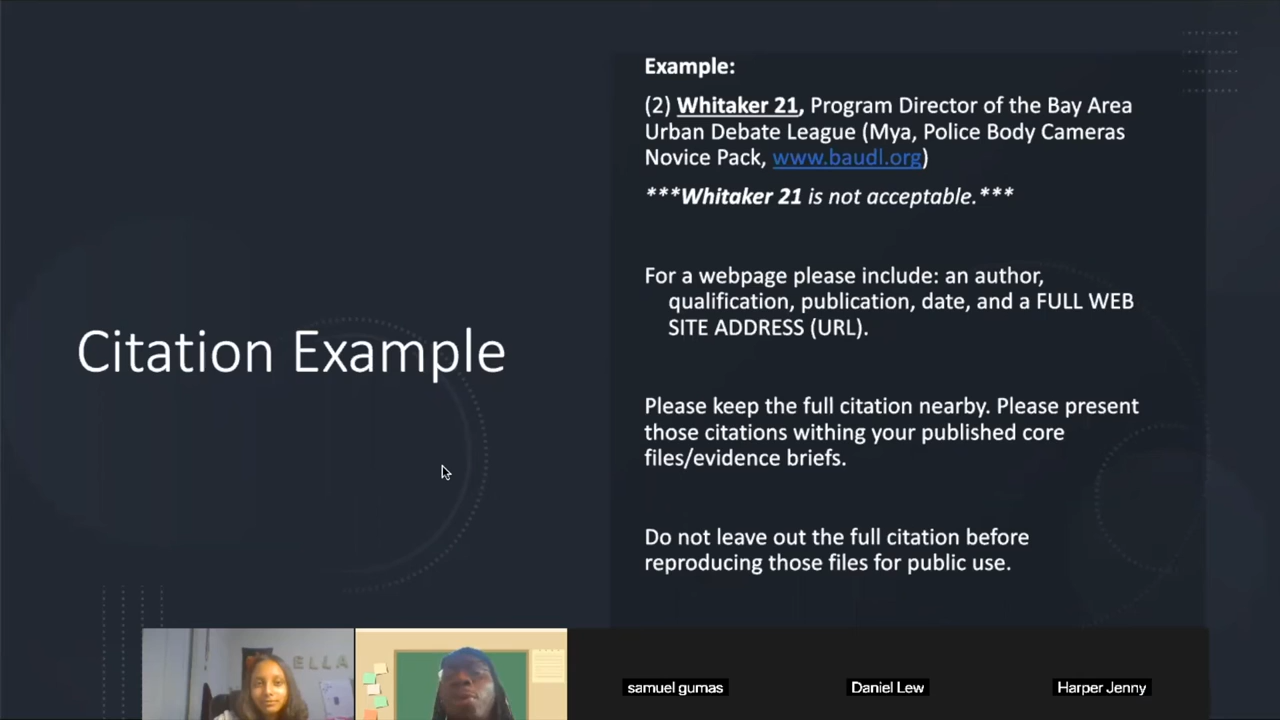 Citation Example
Example:
(2) Whitaker 21, Program Director of the Bay Area
Urban Debate League (Mya, Police Body Cameras
Novice Pack, www.baudl.org)
***Whitaker 21 is not acceptable.***
For a webpage please include: an author,
qualification, publication, date, and a FULL WEB
SITE ADDRESS (URL).
Please keep the full citation nearby. Please present
those citations withing your published core
files/evidence briefs.
Do not leave out the full citation before
reproducing those files for public use.
ELLA
samuel gumas
Daniel Lew
Harper Jenny